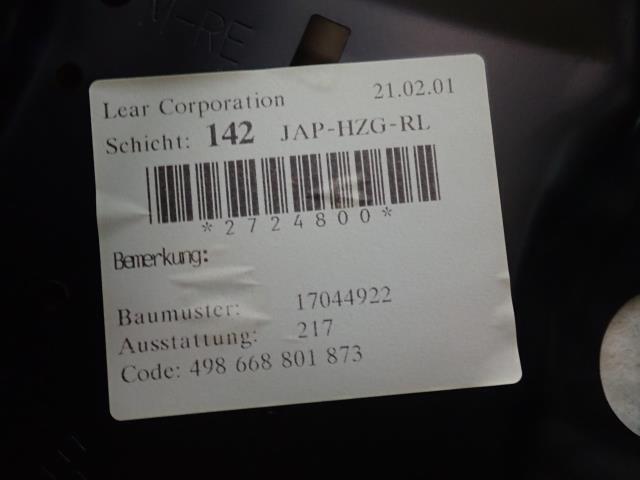 M-RE
Lear Corporation 21.02.01
Schicht: 142 JAP-HZG-RL
*2724800*
Bemerkung:
Baumuster: 17044922
Ausstattung: 217
Code: 498 668 801 873